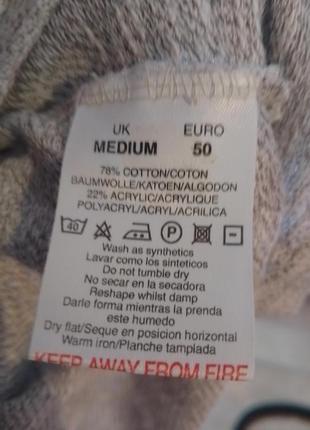 UK EURO
MEDIUM 50
78% COTTON/COTON
BAUMWOLLE/KATOEN/ALGODON
22% ACRYLIC/ACRYLIQUE
POLYACRYL/ACRYL/ACRILICA
40 P
Wash as synthetics
Lavar como los sinteticos
Do not tumble dry
No secar en la secadora
Reshape whilst damp
Darle forma mientras la prenda
este humedo
Dry flat/Seque en posicion horizontal
Warm iron/Planche templada
KEEP AWAY FROM FIRE